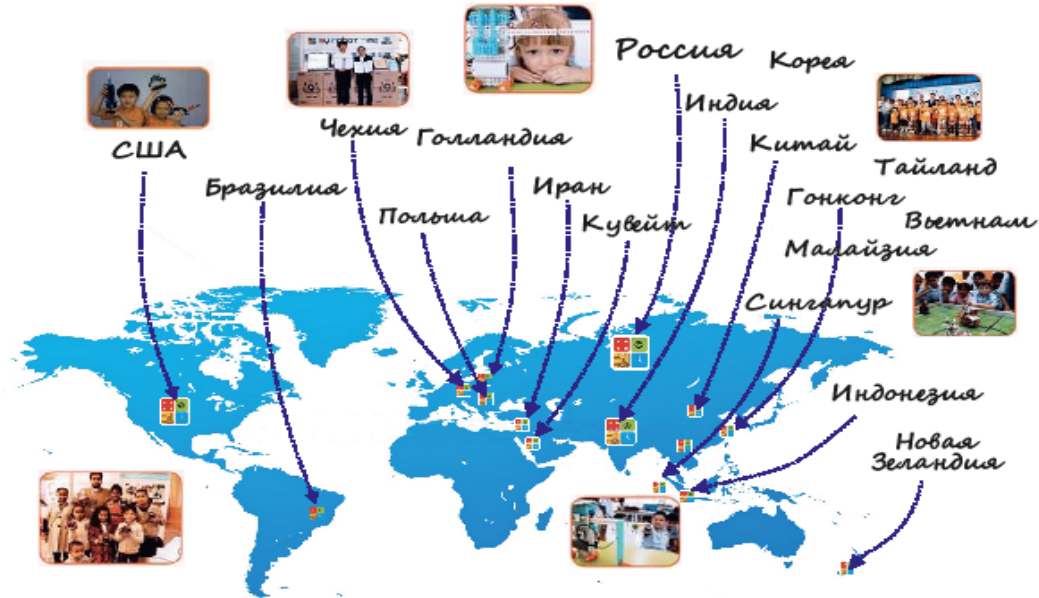 Россия
Корея
Индия
Чехия
Голландия
Китай
США
Тайланд
Бразилия
Иран
Гонконг
Польша
Кувейт
Вьетнам
Малайзия
Сингапур
Индонезия
Новая
Зеландия